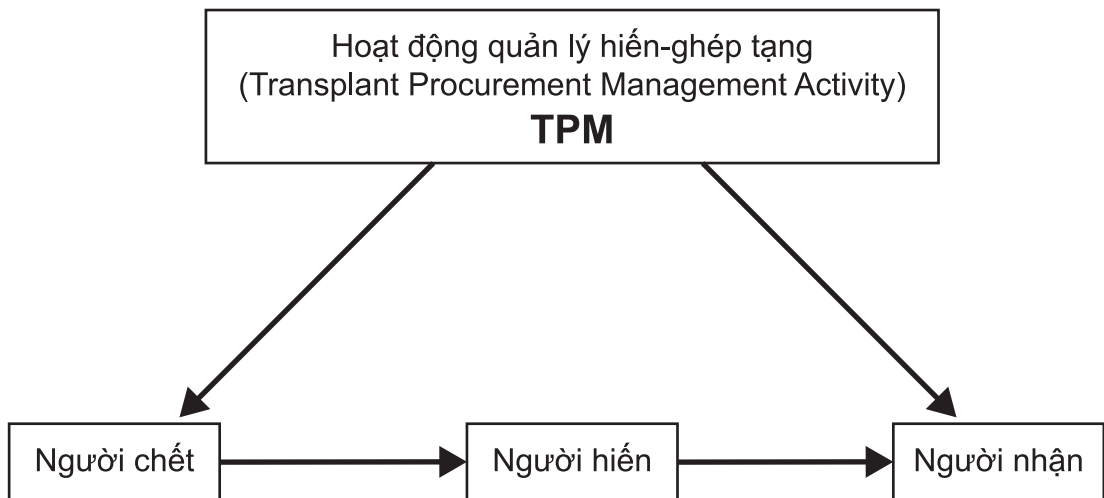 Hoạt động quản lý hiến-ghép tạng
(Transplant Procurement Management Activity)
TPM
Người chết
Người hiến
Người nhận